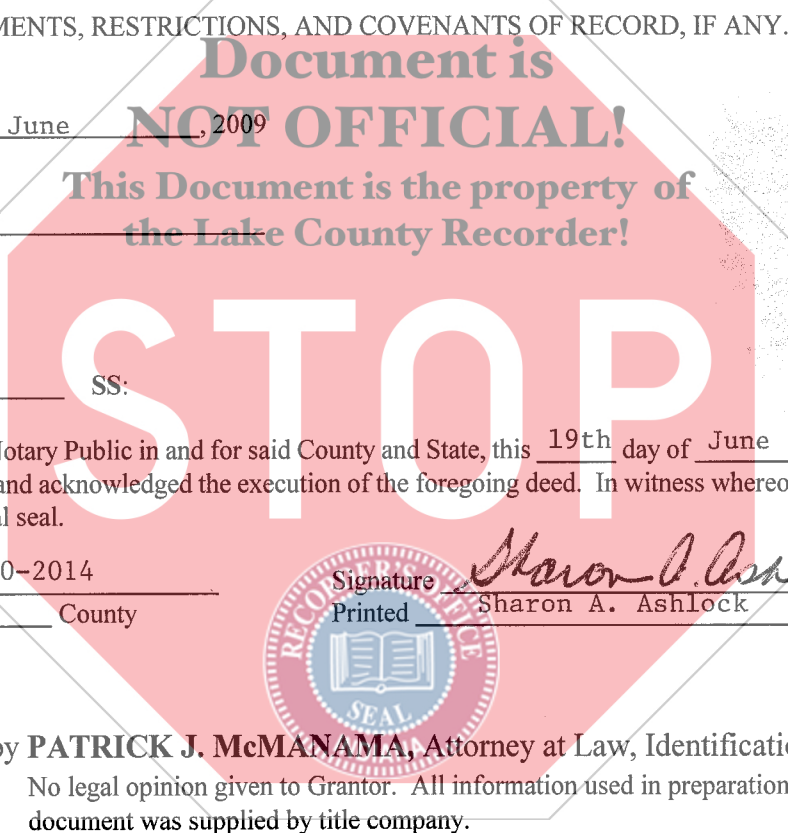 MENTS, RESTRICTIONS, AND COVENANTS OF RECORD, IF ANY.
Document is
June , 2009
NOT OFFICIAL!
This Document is the property of
the Lake County Recorder!
STOP
SS:
Notary Public in and for said County and State, this 19th day of June
and acknowledged the execution of the foregoing deed. In witness whereo
al seal.
0-2014
Signature Sharon A. Ash
County
Printed Sharon A. Ashlock
RECORDER'S OFFICE
SEAL
INDIANA
by PATRICK J. McMANAMA, Attorney at Law, Identificatio
No legal opinion given to Grantor. All information used in preparation
document was supplied by title company.